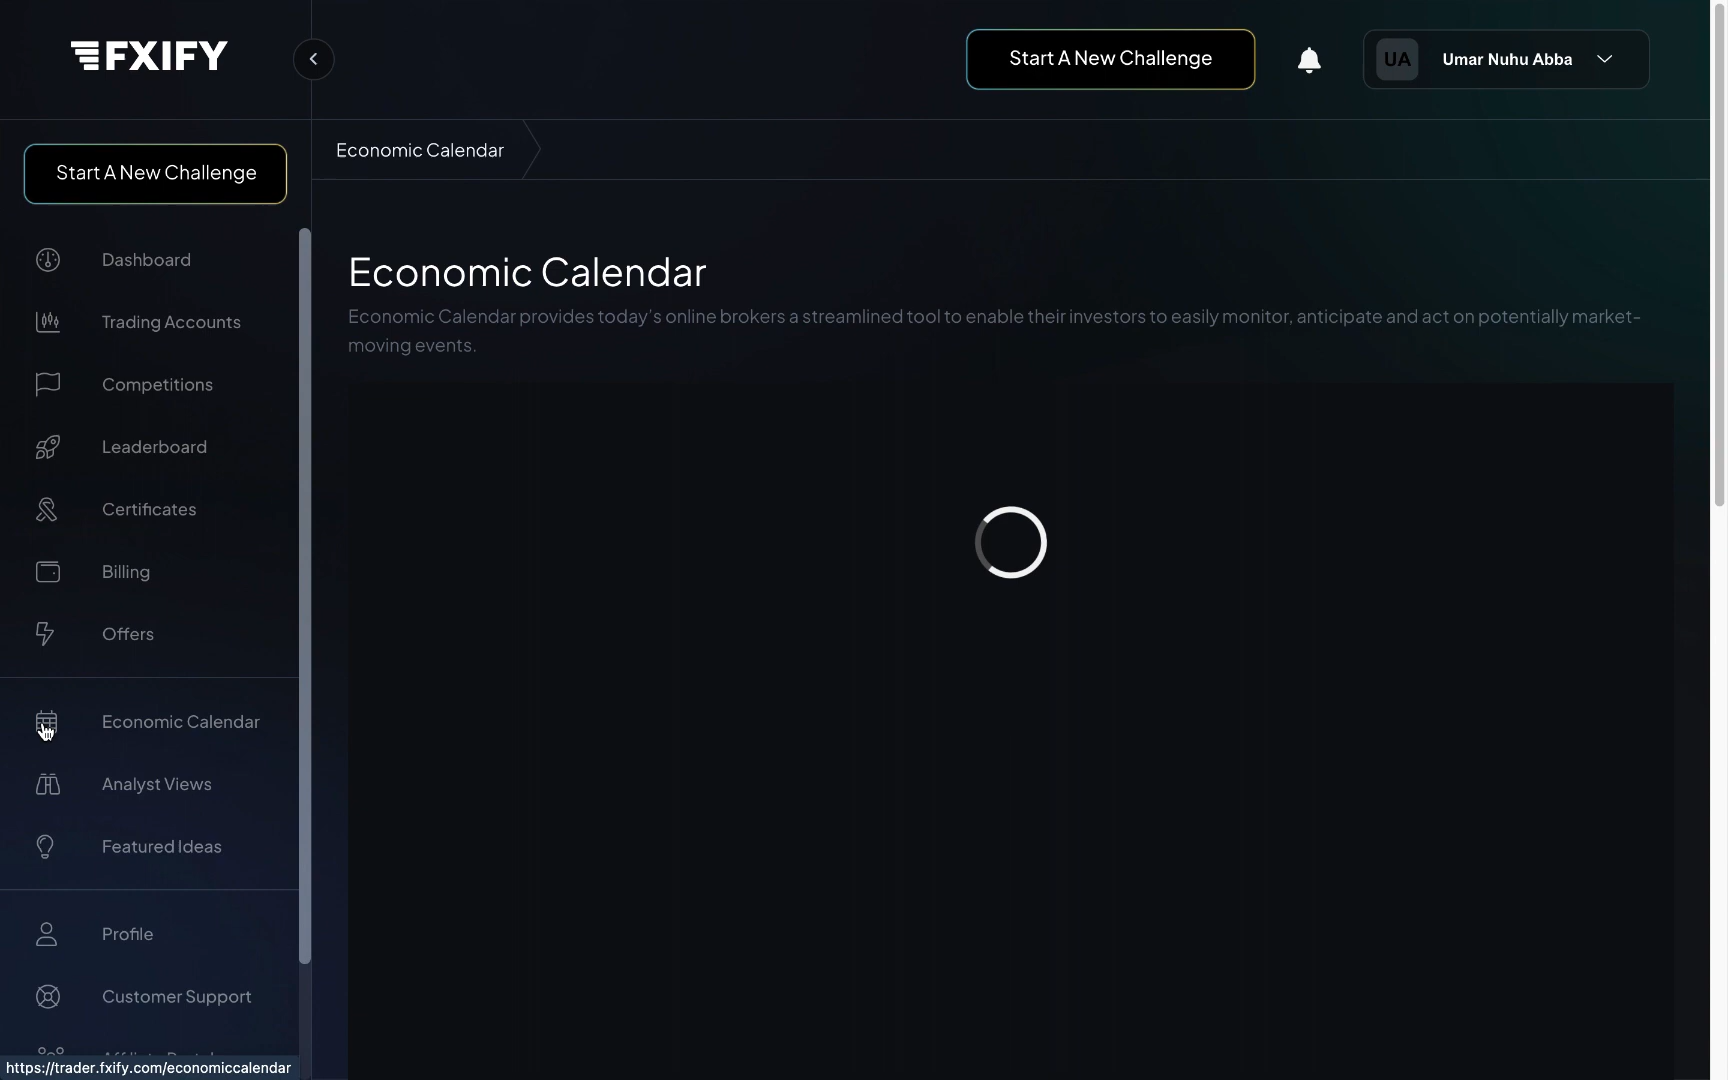 FXIFY
Start A New Challenge
UA
Umar Nuhu Abba
Economic Calendar
Start A New Challenge
Dashboard
Trading Accounts
Competitions
Leaderboard
Certificates
Billing
Offers
Economic Calendar
Analyst Views
Featured Ideas
Profile
Customer Support
Economic Calendar
Economic Calendar provides today's online brokers a streamlined tool to enable their investors to easily monitor, anticipate and act on potentially market-
moving events.
https://trader.fxify.com/economiccalendar